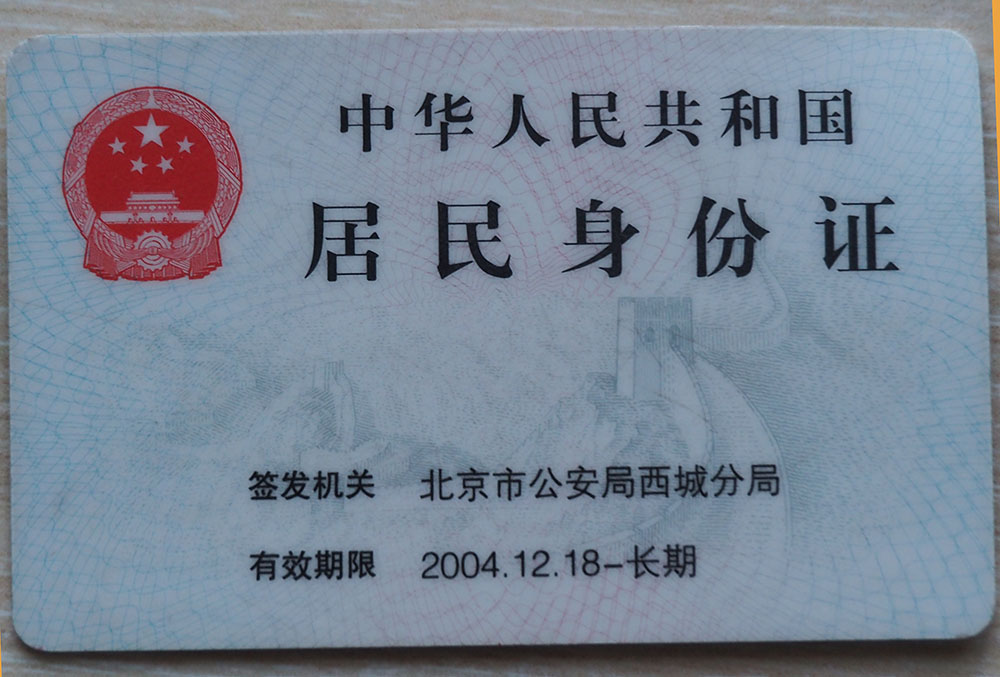 中华人民共和国
居民身份证
签发机关 北京市公安局西城分局
有效期限 2004.12.18-长期